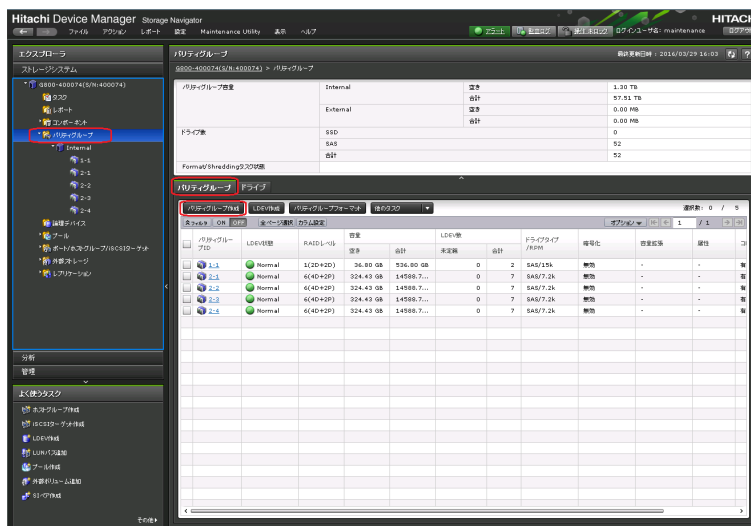 Hitachi Device Manager Storage Navigator
HITACHI
ファイル アクション レポート 設定 Maintenance Utility 表示 ヘルプ
アラート 監査ログ 操作未ロック ログインユーザ名: maintenance ログアウ
エクスプローラ
ストレージシステム
G800-400074(S/N:400074)
タスク
レポート
コンポーネント
パリティグループ
Internal
1-1
2-1
2-2
2-3
2-4
論理デバイス
プール
ポート/ホストグループ/iSCSIターゲット
外部ストレージ
レプリケーション
分析
管理
よく使うタスク
ホストグループ作成
iSCSIターゲット作成
LDEV作成
LUNパス追加
プール作成
外部ボリューム追加
SIペア作成
その他
パリティグループ
最終更新日時 : 2016/03/29 16:03
G800-400074(S/N:400074) > パリティグループ
パリティグループ容量 Internal 空き 1.30 TB
合計 57.51 TB
External 空き 0.00 MB
合計 0.00 MB
ドライブ数 SSD 0
SAS 52
合計 52
Format/Shreddingタスク状態
パリティグループ ドライブ
パリティグループ作成 LDEV作成 パリティグループフォーマット 他のタスク
選択数: 0 / 5
フィルタ ON OFF 全ページ選択 カラム設定 オプション 1 / 1
パリティグループID LDEV状態 RAIDレベル 容量 空き 合計 LDEV数 未定義 合計 ドライブタイプ/RPM 暗号化 容量拡張 属性 コ
1-1 Normal 1(2D+2D) 36.80 GB 536.80 GB 0 2 SAS/15k 無効 - - 有
2-1 Normal 6(4D+2P) 324.43 GB 14588.7... 0 7 SAS/7.2k 無効 - - 有
2-2 Normal 6(4D+2P) 324.43 GB 14588.7... 0 7 SAS/7.2k 無効 - - 有
2-3 Normal 6(4D+2P) 324.43 GB 14588.7... 0 7 SAS/7.2k 無効 - - 有
2-4 Normal 6(4D+2P) 324.43 GB 14588.7... 0 7 SAS/7.2k 無効 - - 有